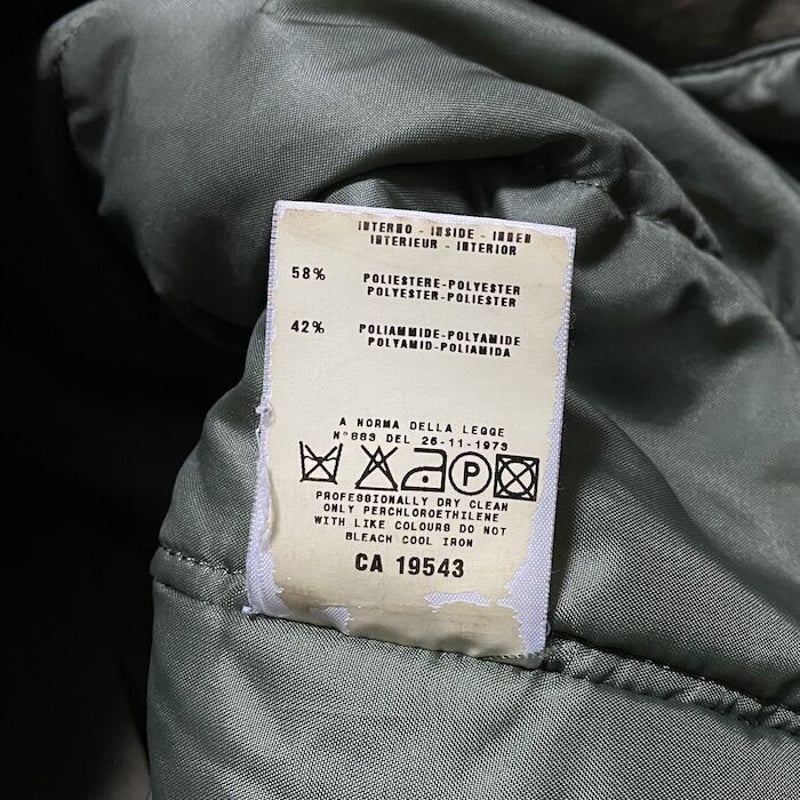 INTERNO - INSIDE - INNEN
INTERIEUR - INTERIOR
58% POLIESTERE-POLYESTER
POLYESTER-POLIESTER
42% POLIAMMIDE-POLYAMIDE
POLYAMID-POLIAMIDA
A NORMA DELLA LEGGE
N°883 DEL 26-11-1973
P
PROFESSIONALLY DRY CLEAN
ONLY PERCHLOROETHILENE
WITH LIKE COLOURS DO NOT
BLEACH COOL IRON
CA 19543